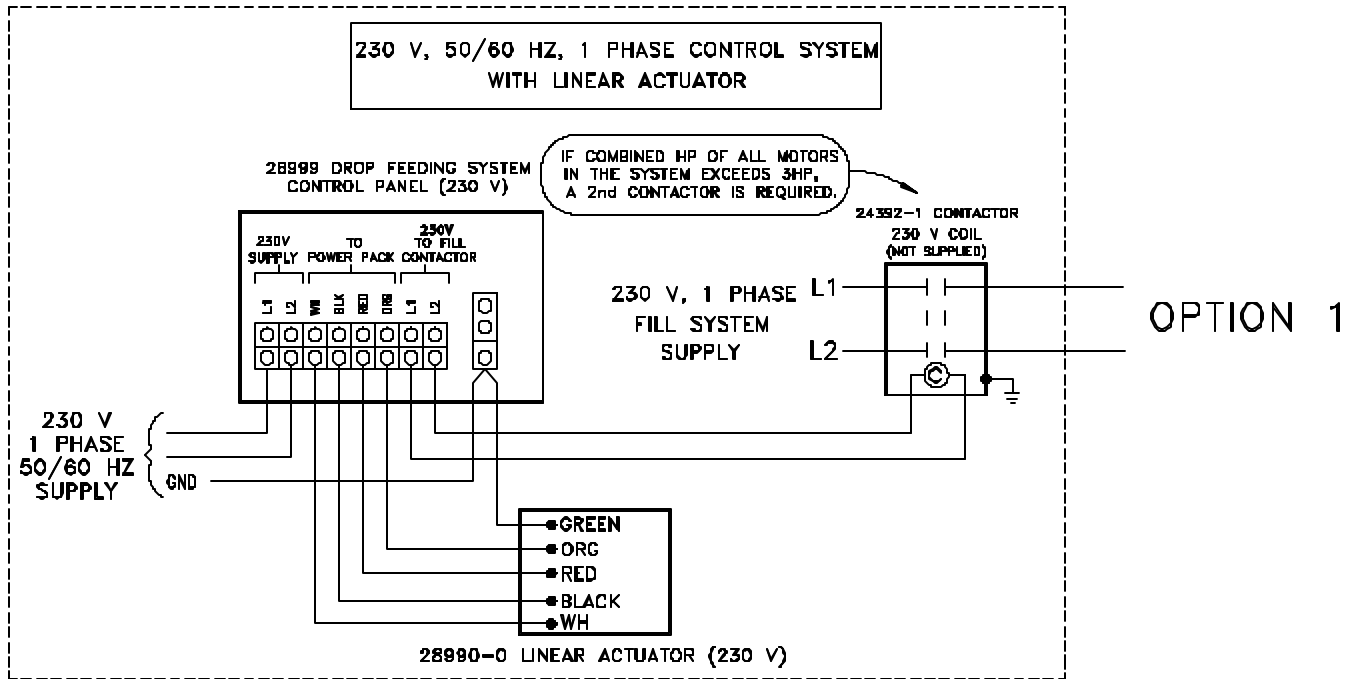 230 V, 50/60 HZ, 1 PHASE CONTROL SYSTEM
WITH LINEAR ACTUATOR
28999 DROP FEEDING SYSTEM
CONTROL PANEL (230 V)
IF COMBINED HP OF ALL MOTORS
IN THE SYSTEM EXCEEDS 3HP,
A 2nd CONTACTOR IS REQUIRED.
24392-1 CONTACTOR
230 V COIL
(NOT SUPPLIED)
230V
SUPPLY
TO
POWER PACK
230V
TO FILL
CONTACTOR
L1
L2
WH
BLK
RED
ORG
L1
L2
230 V, 1 PHASE
FILL SYSTEM
SUPPLY
L1
L2
C
OPTION 1
230 V
1 PHASE
50/60 HZ
SUPPLY
GND
GREEN
ORG
RED
BLACK
WH
28990-0 LINEAR ACTUATOR (230 V)